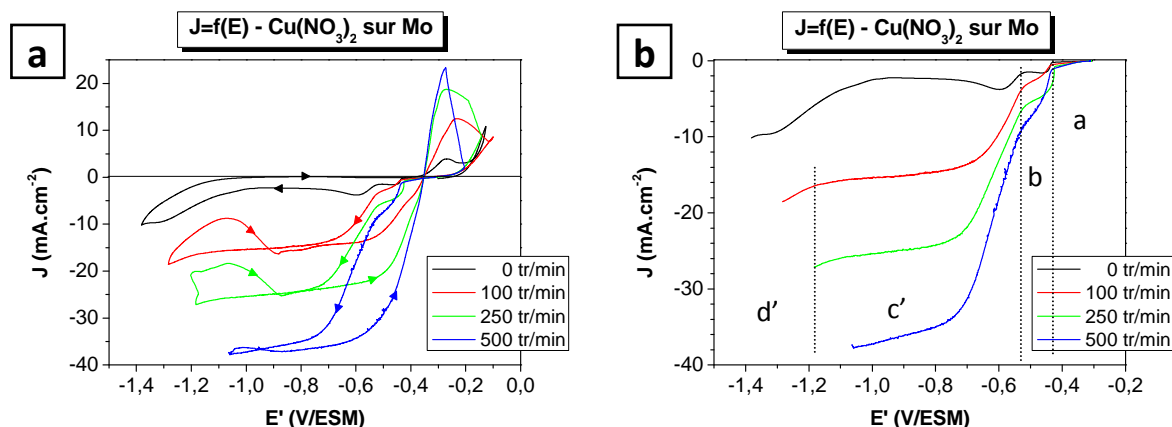 a
J=f(E) - Cu(NO3)2 sur Mo
20
10
0
-10
-20
-30
-40
J (mA.cm-2)
-1,4 -1,2 -1,0 -0,8 -0,6 -0,4 -0,2 0,0
E' (V/ESM)
0 tr/min
100 tr/min
250 tr/min
500 tr/min
b
J=f(E) - Cu(NO3)2 sur Mo
0
-10
-20
-30
-40
J (mA.cm-2)
a
b
c'
d'
0 tr/min
100 tr/min
250 tr/min
500 tr/min
-1,4 -1,2 -1,0 -0,8 -0,6 -0,4 -0,2
E' (V/ESM)